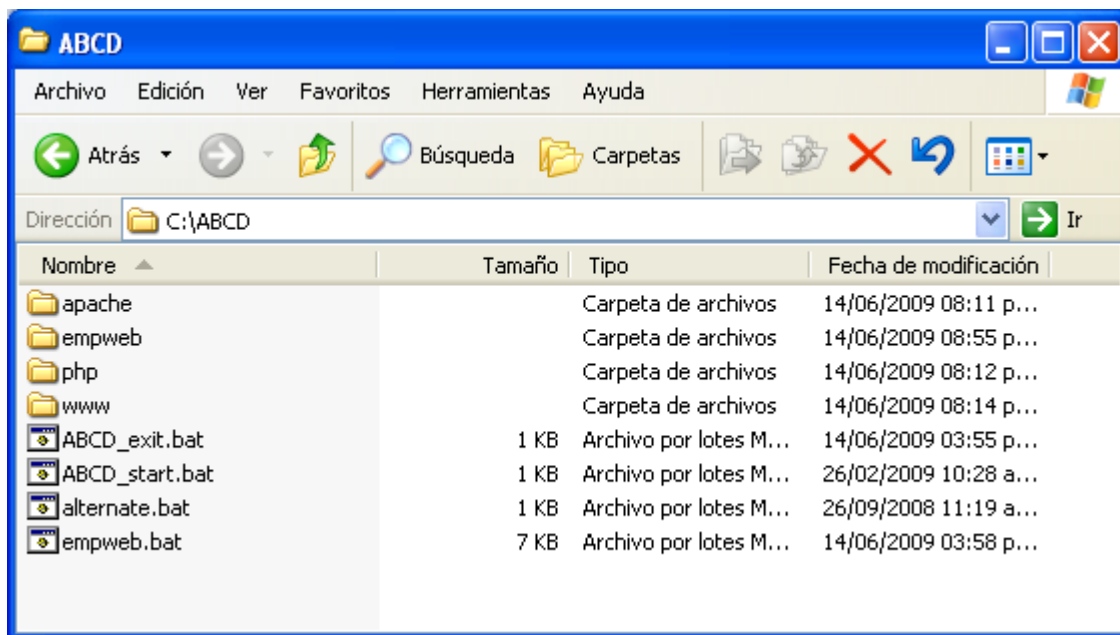 ABCD
Archivo Edición Ver Favoritos Herramientas Ayuda
Atrás Búsqueda Carpetas
Dirección C:\ABCD Ir
Nombre Tamaño Tipo Fecha de modificación
apache Carpeta de archivos 14/06/2009 08:11 p...
empweb Carpeta de archivos 14/06/2009 08:55 p...
php Carpeta de archivos 14/06/2009 08:12 p...
www Carpeta de archivos 14/06/2009 08:14 p...
ABCD_exit.bat 1 KB Archivo por lotes M... 14/06/2009 03:55 p...
ABCD_start.bat 1 KB Archivo por lotes M... 26/02/2009 10:28 a...
alternate.bat 1 KB Archivo por lotes M... 26/09/2008 11:19 a...
empweb.bat 7 KB Archivo por lotes M... 14/06/2009 03:58 p...